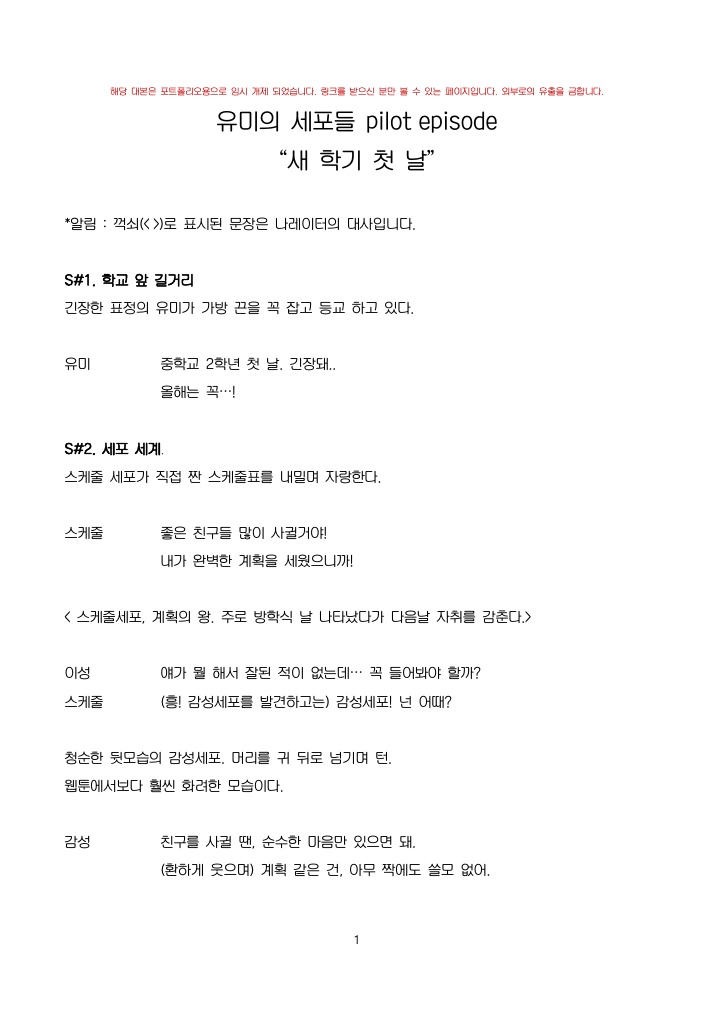 해당 대본은 포트폴리오용으로 임시 개제 되었습니다. 링크를 받으신 분만 볼 수 있는 페이지입니다. 외부로의 유출을 금합니다.
유미의 세포들 pilot episode
“새 학기 첫 날”
*알림 : 꺽쇠(< >)로 표시된 문장은 나레이터의 대사입니다.
S#1. 학교 앞 길거리
긴장한 표정의 유미가 가방 끈을 꼭 잡고 등교 하고 있다.
유미 중학교 2학년 첫 날. 긴장돼..
올해는 꼭…!
S#2. 세포 세계.
스케줄 세포가 직접 짠 스케줄표를 내밀며 자랑한다.
스케줄 좋은 친구들 많이 사귈거야!
내가 완벽한 계획을 세웠으니까!
< 스케줄세포, 계획의 왕. 주로 방학식 날 나타났다가 다음날 자취를 감춘다.>
이성 얘가 뭘 해서 잘된 적이 없는데… 꼭 들어봐야 할까?
스케줄 (흥! 감성세포를 발견하고는) 감성세포! 넌 어때?
청순한 뒷모습의 감성세포. 머리를 귀 뒤로 넘기며 턴.
웹툰에서보다 훨씬 화려한 모습이다.
감성 친구를 사귈 땐, 순수한 마음만 있으면 돼.
(환하게 웃으며) 계획 같은 건, 아무 짝에도 쓸모 없어.
1